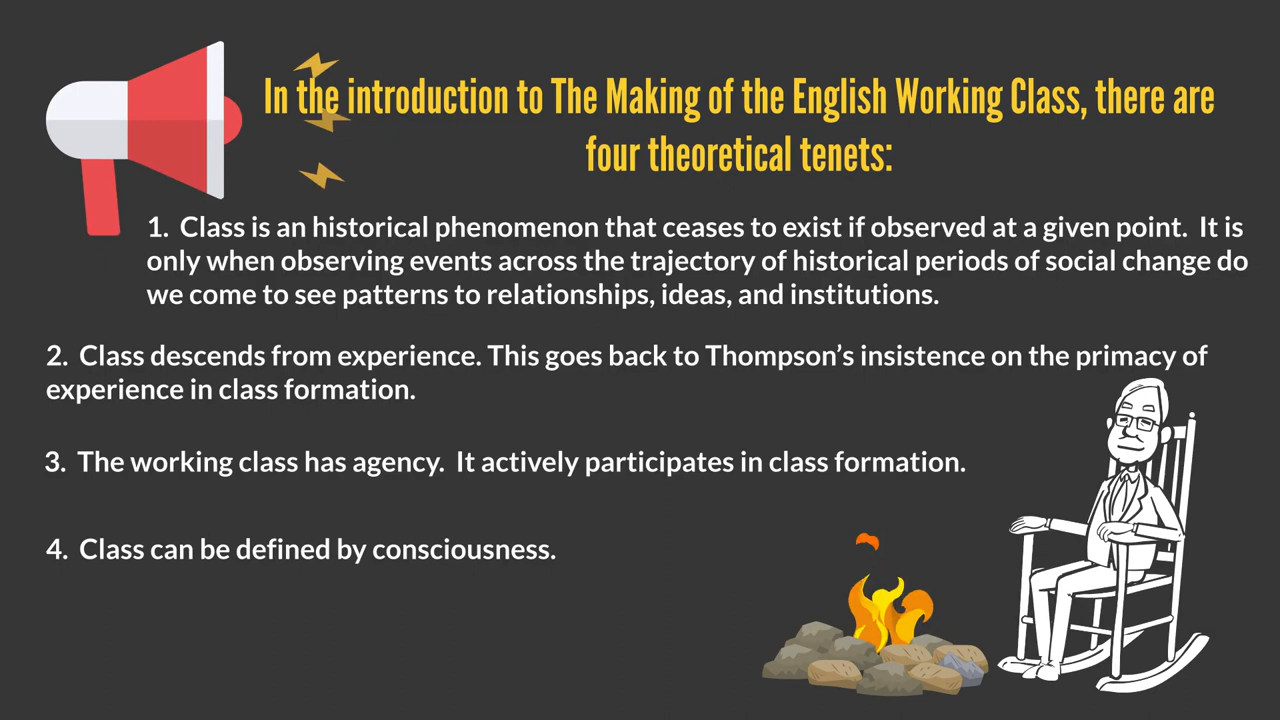 In the introduction to The Making of the English Working Class, there are
four theoretical tenets:
1. Class is an historical phenomenon that ceases to exist if observed at a given point. It is
only when observing events across the trajectory of historical periods of social change do
we come to see patterns to relationships, ideas, and institutions.
2. Class descends from experience. This goes back to Thompson’s insistence on the primacy of
experience in class formation.
3. The working class has agency. It actively participates in class formation.
4. Class can be defined by consciousness.